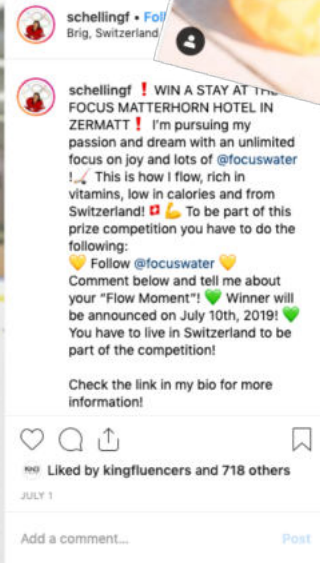 schellingf • Fol
Brig, Switzerland
schellingf ❗ WIN A STAY AT THE
FOCUS MATTERHORN HOTEL IN
ZERMATT❗ I'm pursuing my
passion and dream with an unlimited
focus on joy and lots of @focuswater
!🏒 This is how I flow, rich in
vitamins, low in calories and from
Switzerland! 🇨🇭 💪 To be part of this
prize competition you have to do the
following:
💛 Follow @focuswater 💛
Comment below and tell me about
your "Flow Moment"! 💚 Winner will
be announced on July 10th, 2019! 💚
You have to live in Switzerland to be
part of the competition!
Check the link in my bio for more
information!
Liked by kingfluencers and 718 others
JULY 1
Add a comment... Post